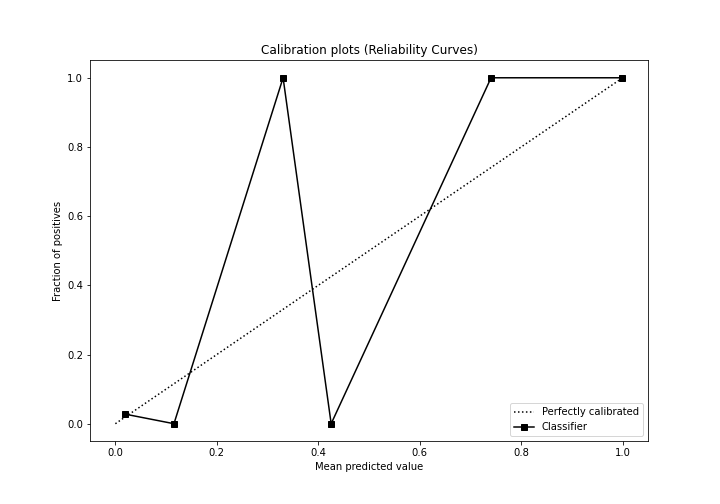 Calibration plots (Reliability Curves)
1.0
0.8
0.6
0.4
0.2
0.0
Fraction of positives
0.0 0.2 0.4 0.6 0.8 1.0
Mean predicted value
Perfectly calibrated
Classifier